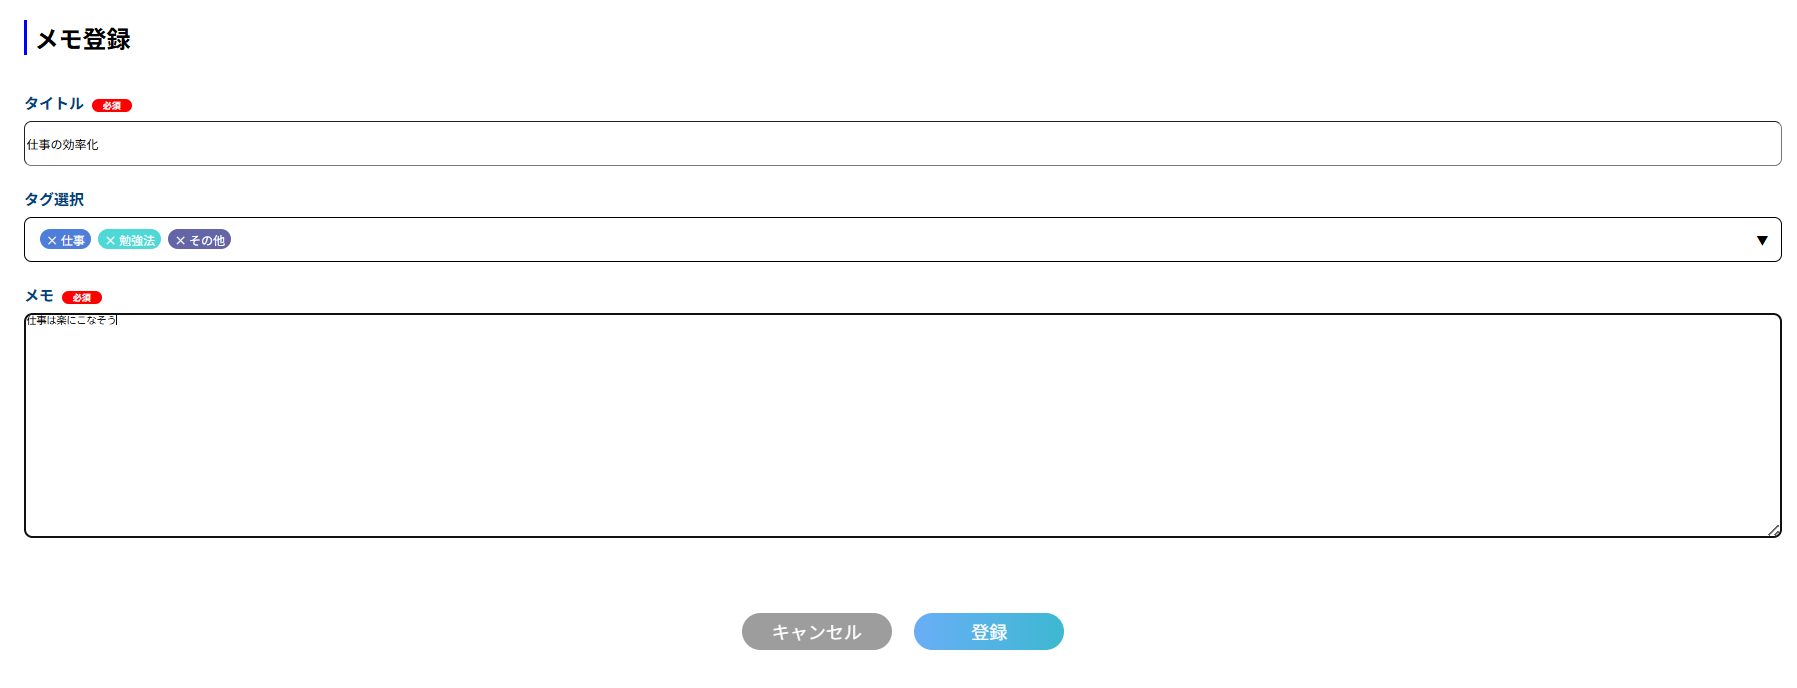 メモ登録
タイトル 必須
仕事の効率化
タグ選択
× 仕事 × 勉強法 × その他 ▼
メモ 必須
仕事は楽にこなそう
キャンセル 登録